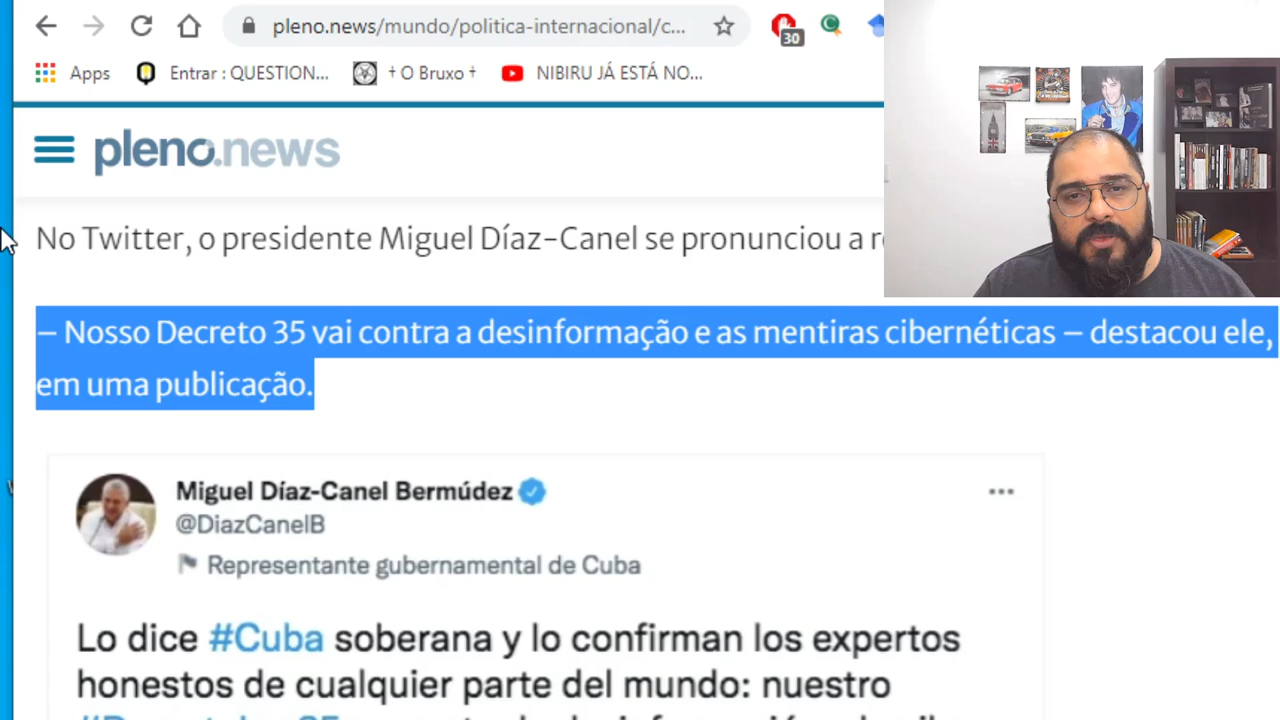 pleno.news/mundo/politica-internacional/c...
30
Apps
Entrar : QUESTION...
† O Bruxo †
NIBIRU JÁ ESTÁ NO...
pleno.news
No Twitter, o presidente Miguel Díaz-Canel se pronunciou a
– Nosso Decreto 35 vai contra a desinformação e as mentiras cibernéticas – destacou ele,
em uma publicação.
Miguel Díaz-Canel Bermúdez
@DiazCanelB
Representante gubernamental de Cuba
Lo dice #Cuba soberana y lo confirman los expertos
honestos de cualquier parte del mundo: nuestro